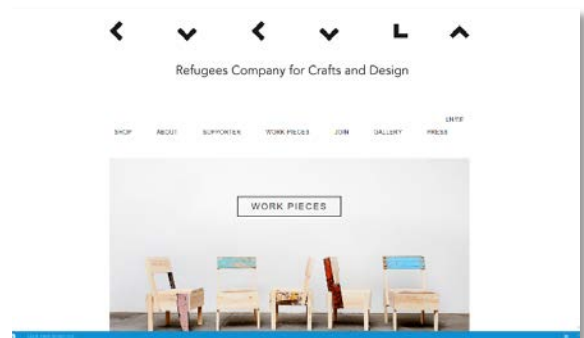 Refugees Company for Crafts and Design
SHOP ABOUT SUPPORTER WORK PIECES JOIN GALLERY PRESS
WORK PIECES